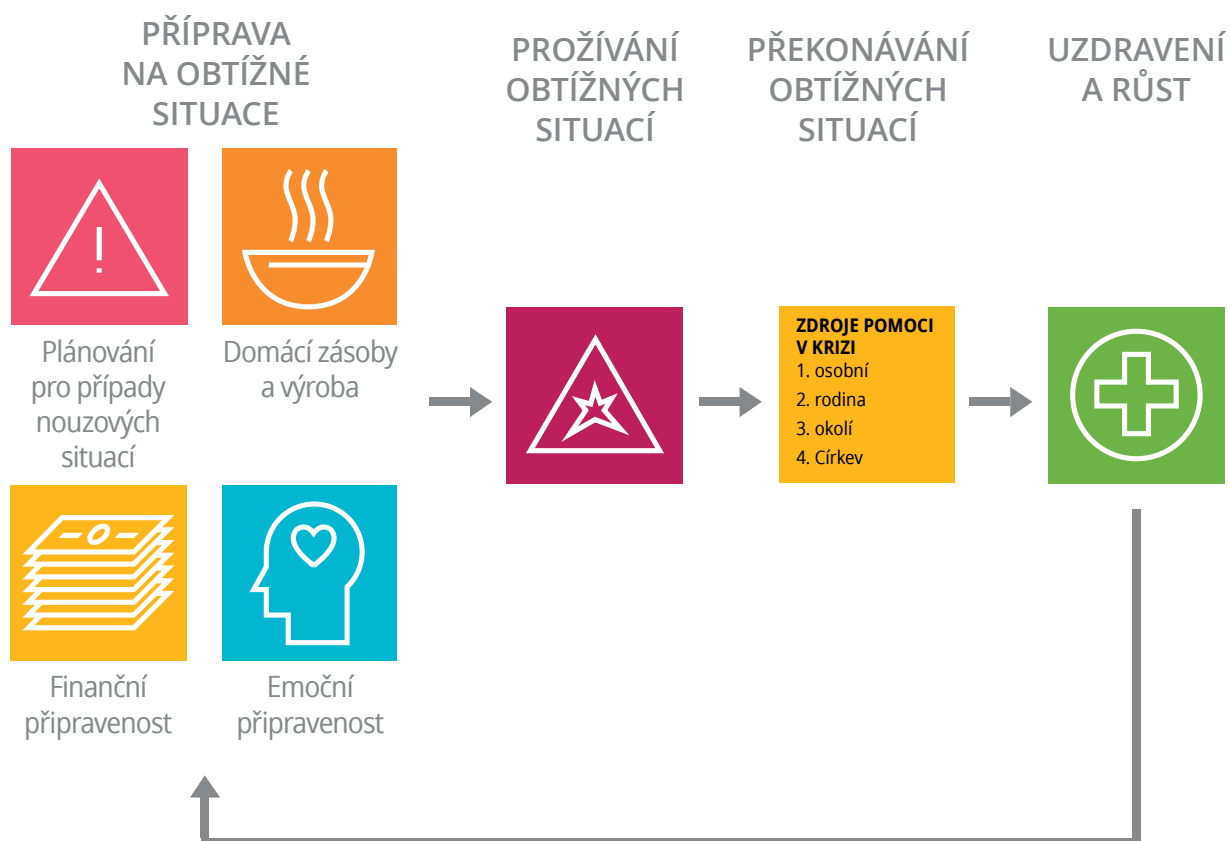 PŘÍPRAVA
NA OBTÍŽNÉ
SITUACE
PROŽÍVÁNÍ
OBTÍŽNÝCH
SITUACÍ
PŘEKONÁVÁNÍ
OBTÍŽNÝCH
SITUACÍ
UZDRAVENÍ
A RŮST
!
Plánování
pro případy
nouzových
situací
Domácí zásoby
a výroba
Finanční
připravenost
Emoční
připravenost
ZDROJE POMOCI
V KRIZI
1. osobní
2. rodina
3. okolí
4. Církev